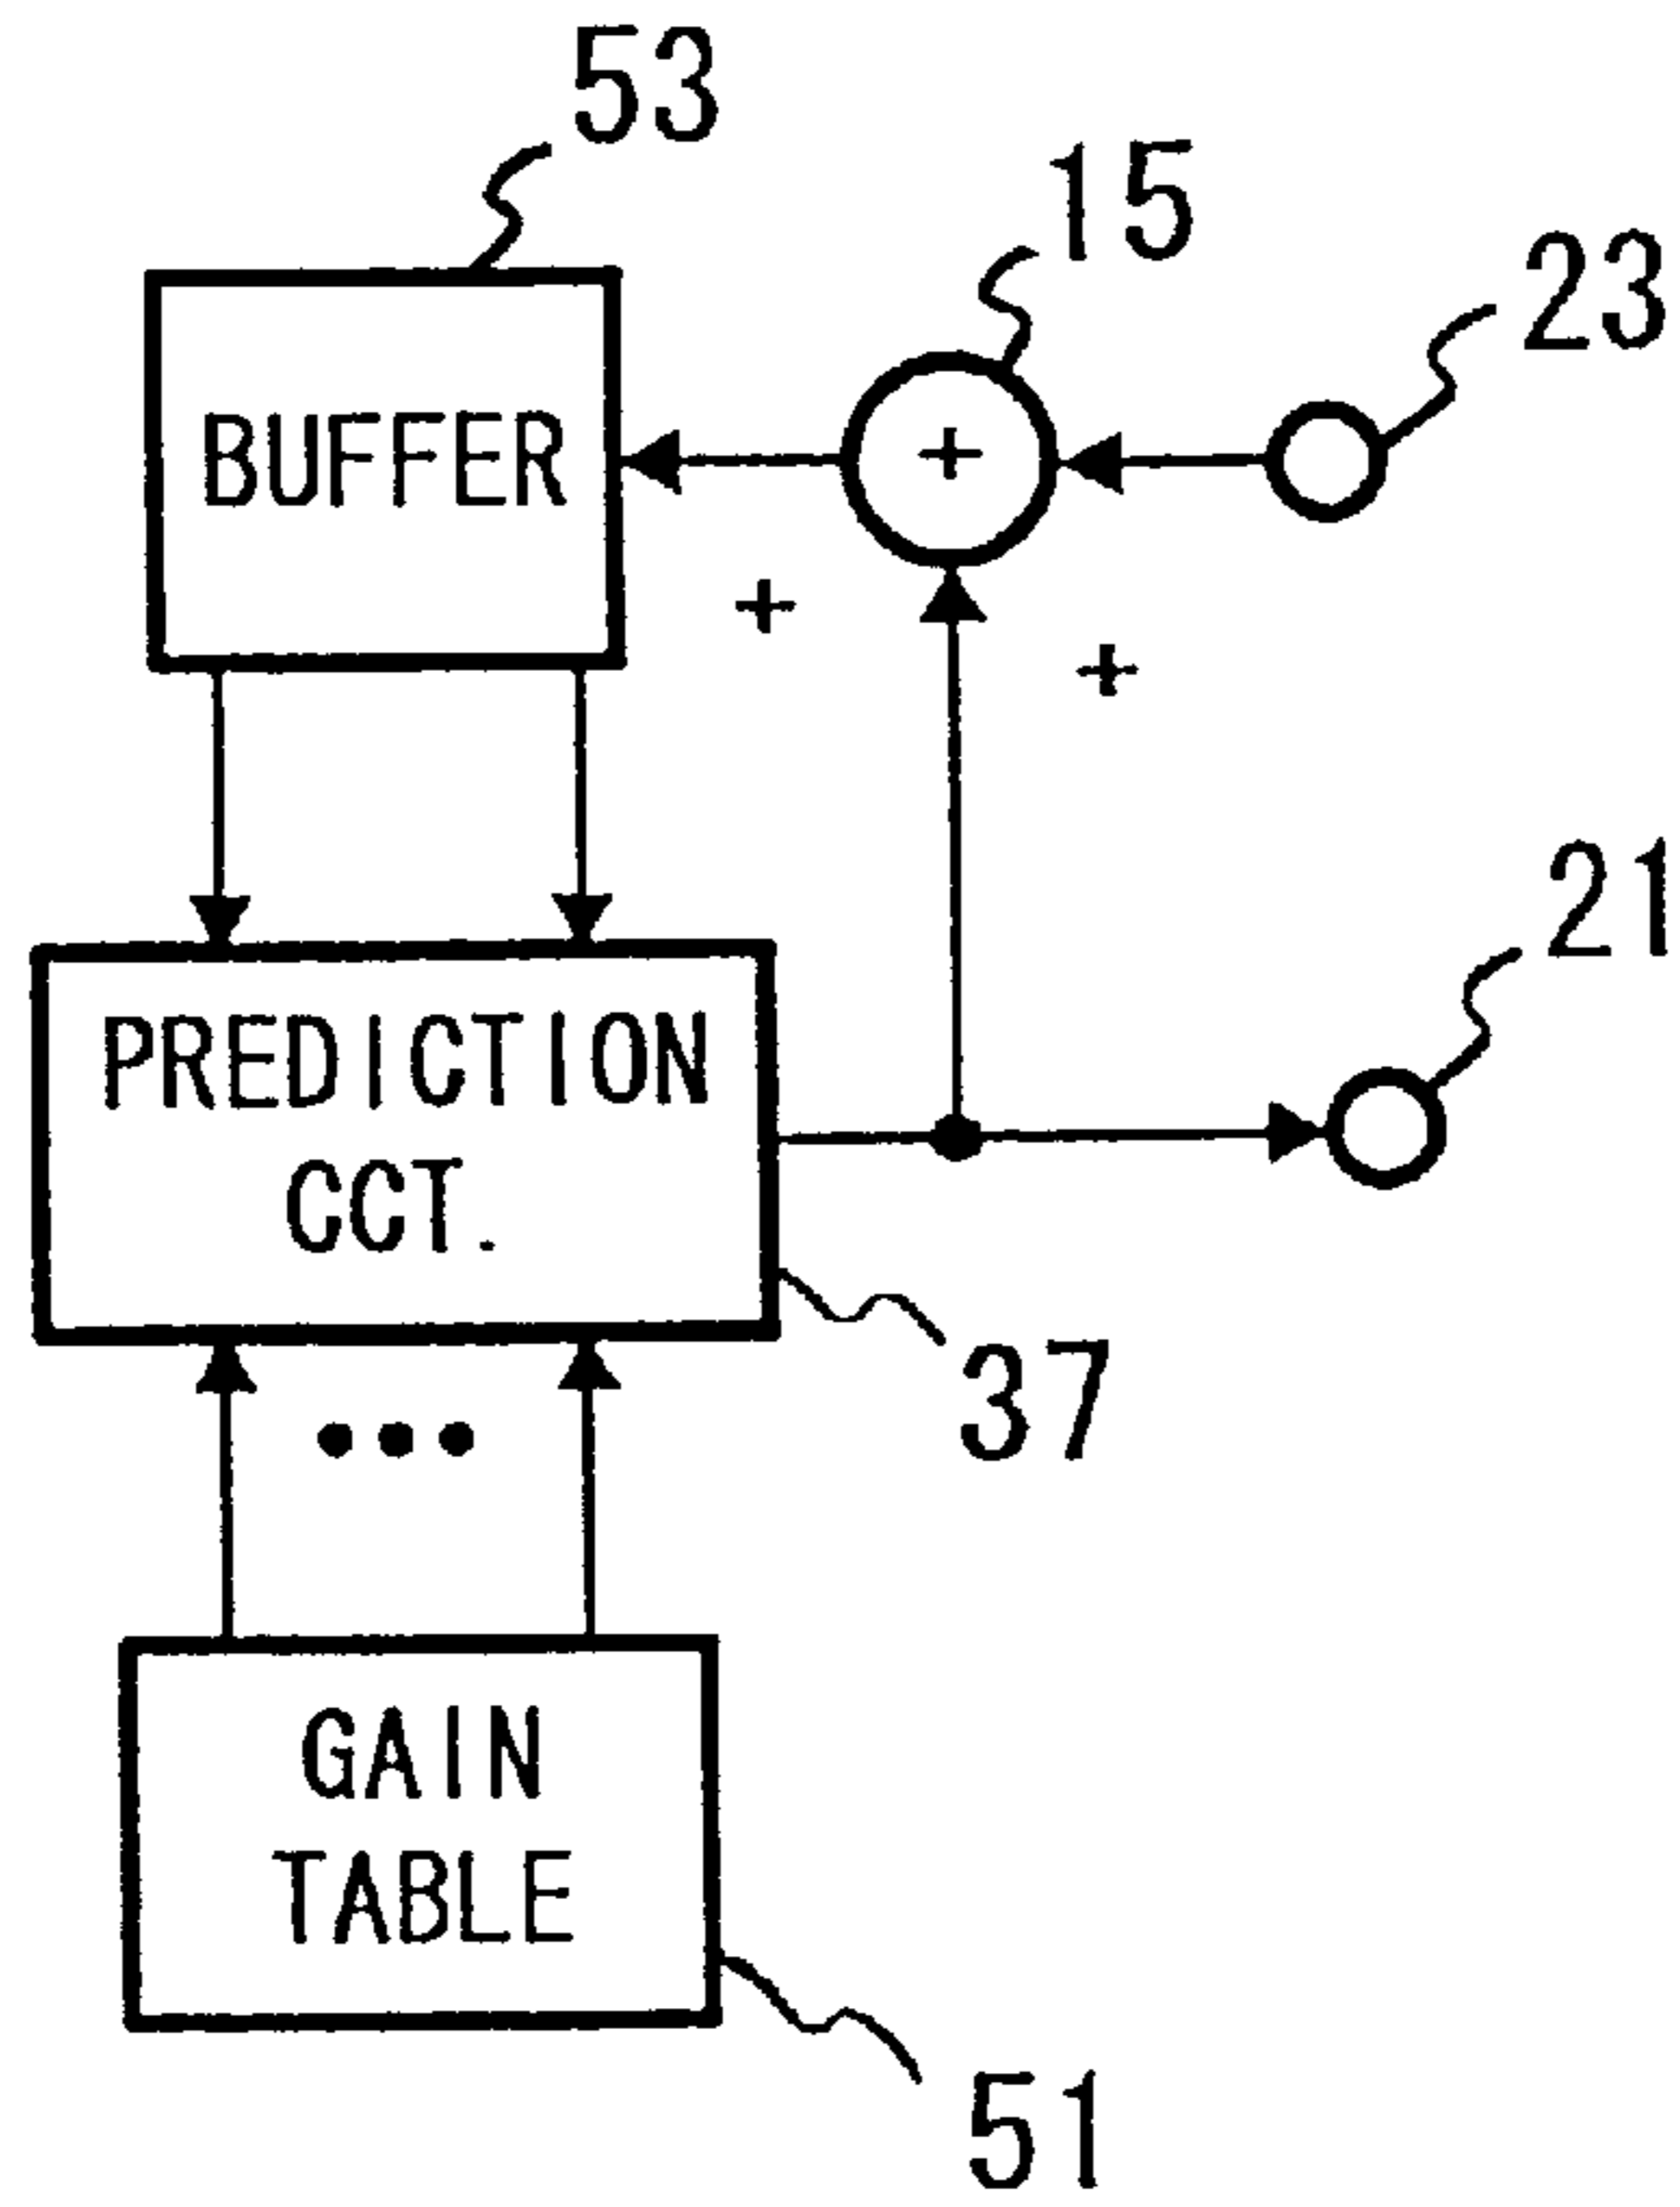 53
15
23
BUFFER
+
+
+
21
PREDICTION
CCT.
37
•••
GAIN
TABLE
51